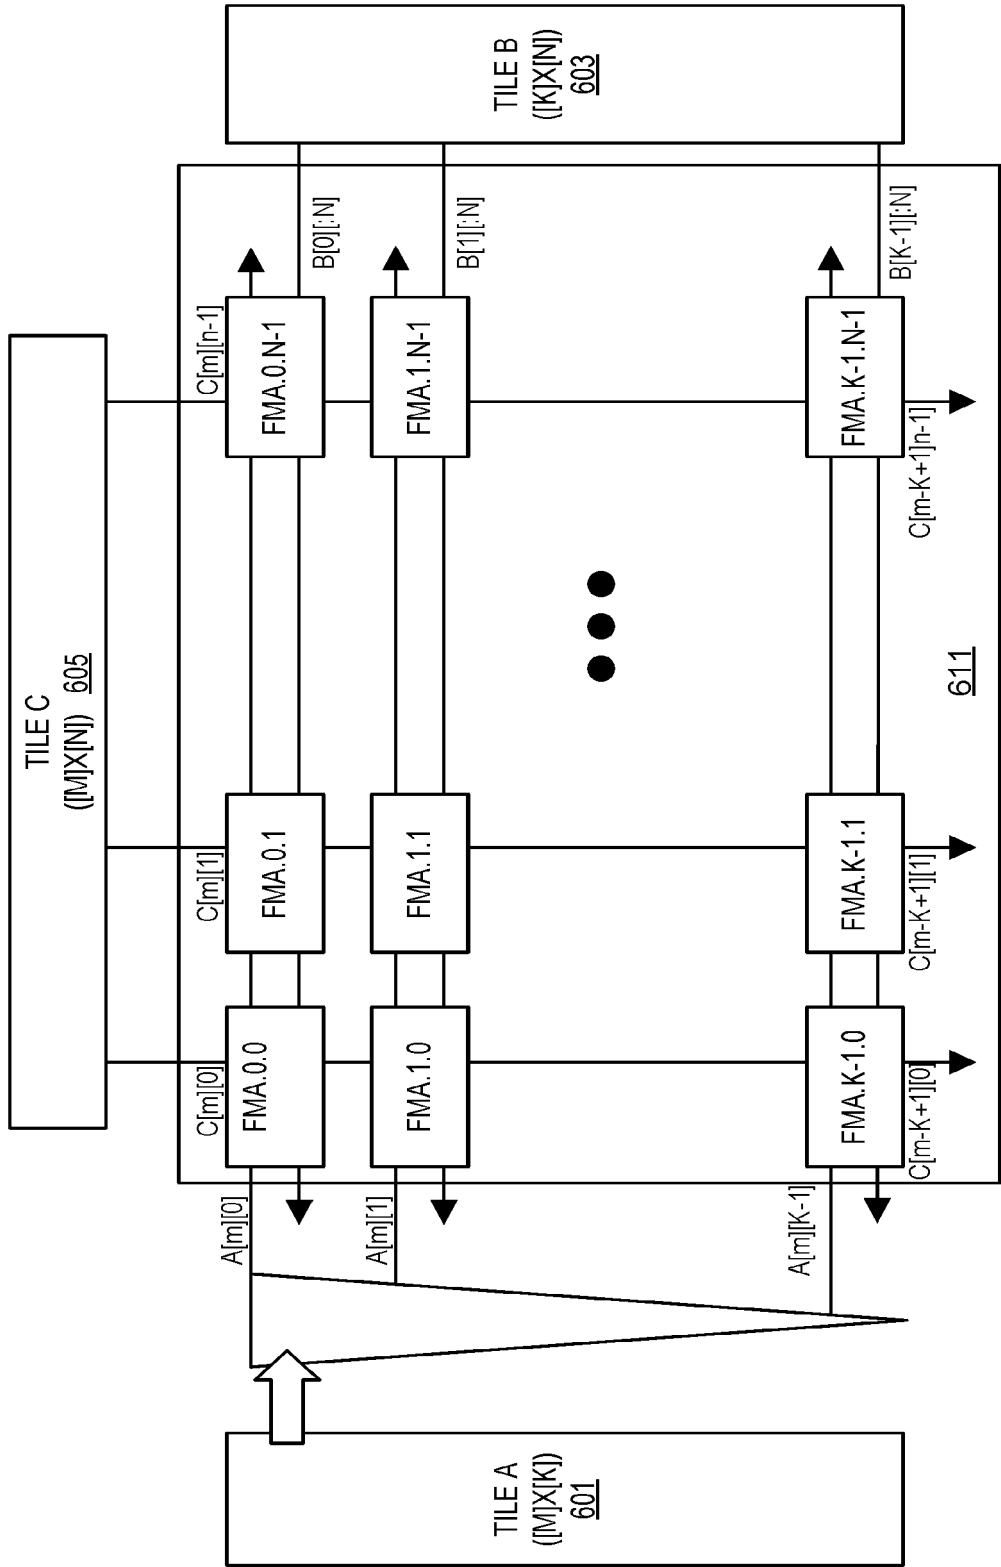 TILE C
([M]X[N]) 605
TILE A
([M]X[K])
601
TILE B
([K]X[N])
603
C[m][0]
C[m][1]
C[m][n-1]
A[m][0]
FMA.0.0
FMA.0.1
FMA.0.N-1
B[0][:N]
A[m][1]
FMA.1.0
FMA.1.1
FMA.1.N-1
B[1][:N]
A[m][K-1]
FMA.K-1.0
FMA.K-1.1
FMA.K-1.N-1
B[K-1][:N]
C[m-K+1][0]
C[m-K+1][1]
C[m-K+1]n-1]
611